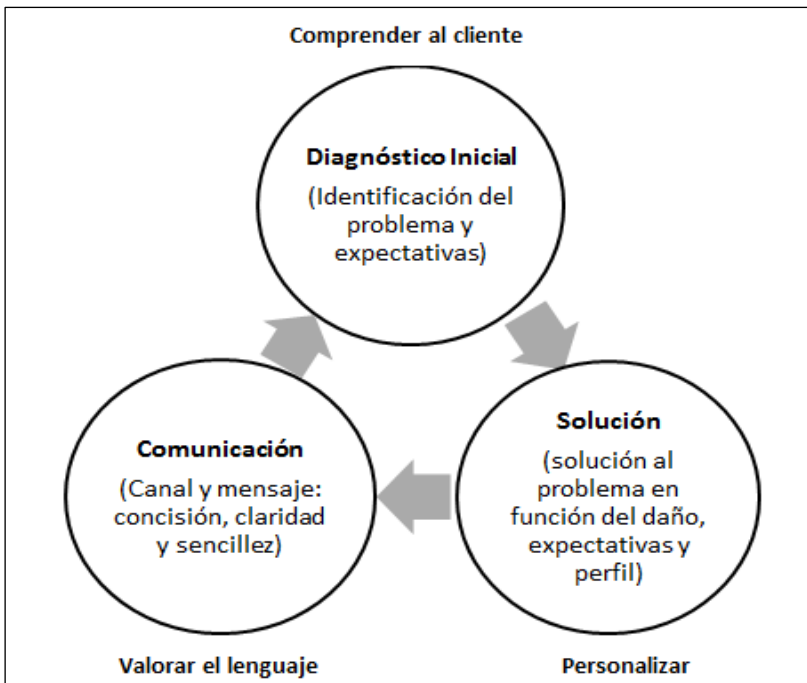 Comprender al cliente
Diagnóstico Inicial
(Identificación del
problema y
expectativas)
Solución
(solución al
problema en
función del daño,
expectativas y
perfil)
Comunicación
(Canal y mensaje:
concisión, claridad
y sencillez)
Valorar el lenguaje
Personalizar